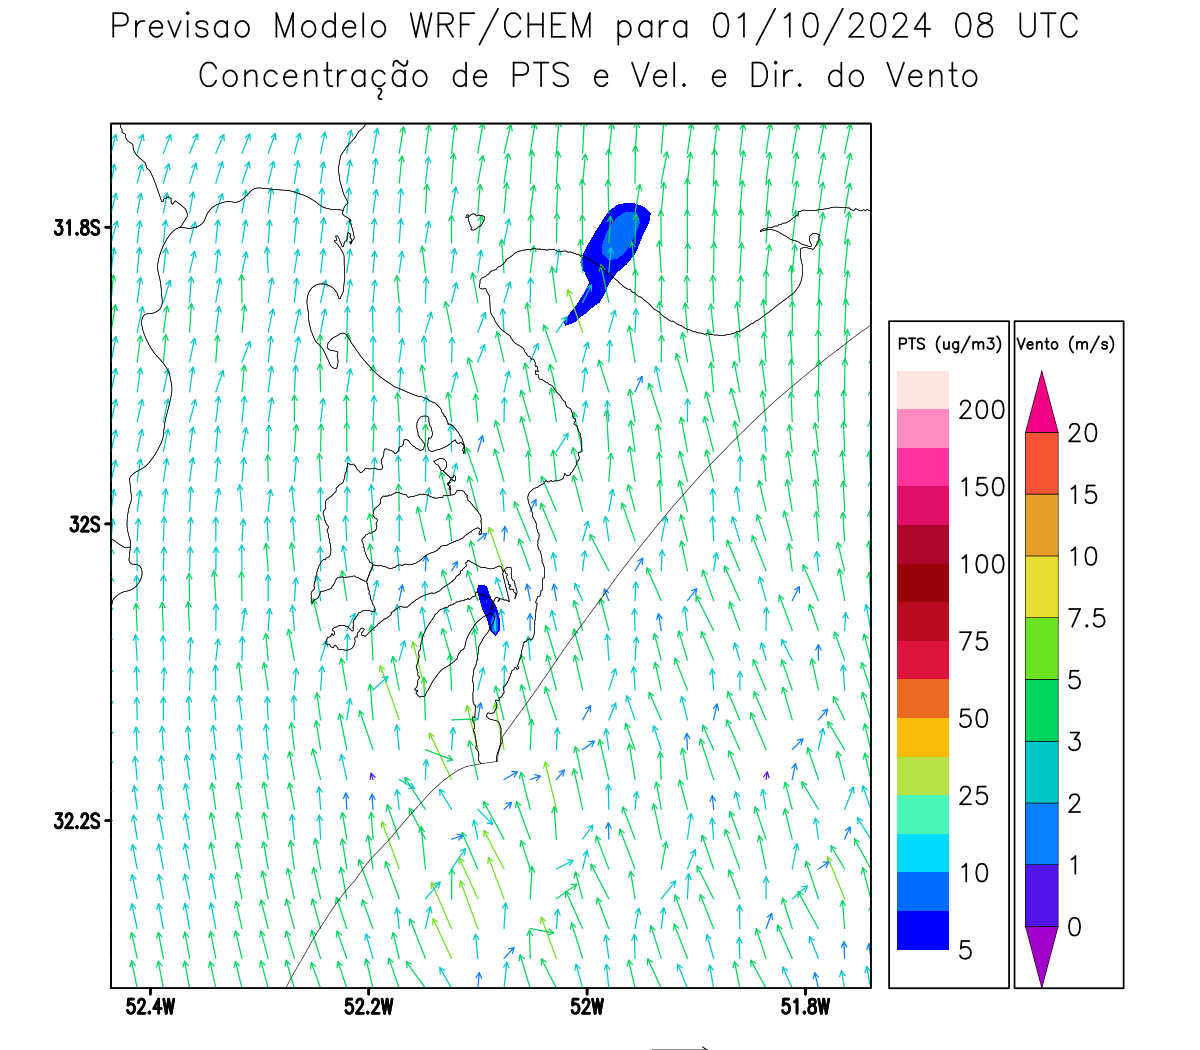 Previsao Modelo WRF/CHEM para 01/10/2024 08 UTC
Concentração de PTS e Vel. e Dir. do Vento
31.8S
32S
32.2S
52.4W
52.2W
52W
51.8W
PTS (ug/m3)
200
150
100
75
50
25
10
5
Vento (m/s)
20
15
10
7.5
5
3
2
1
0